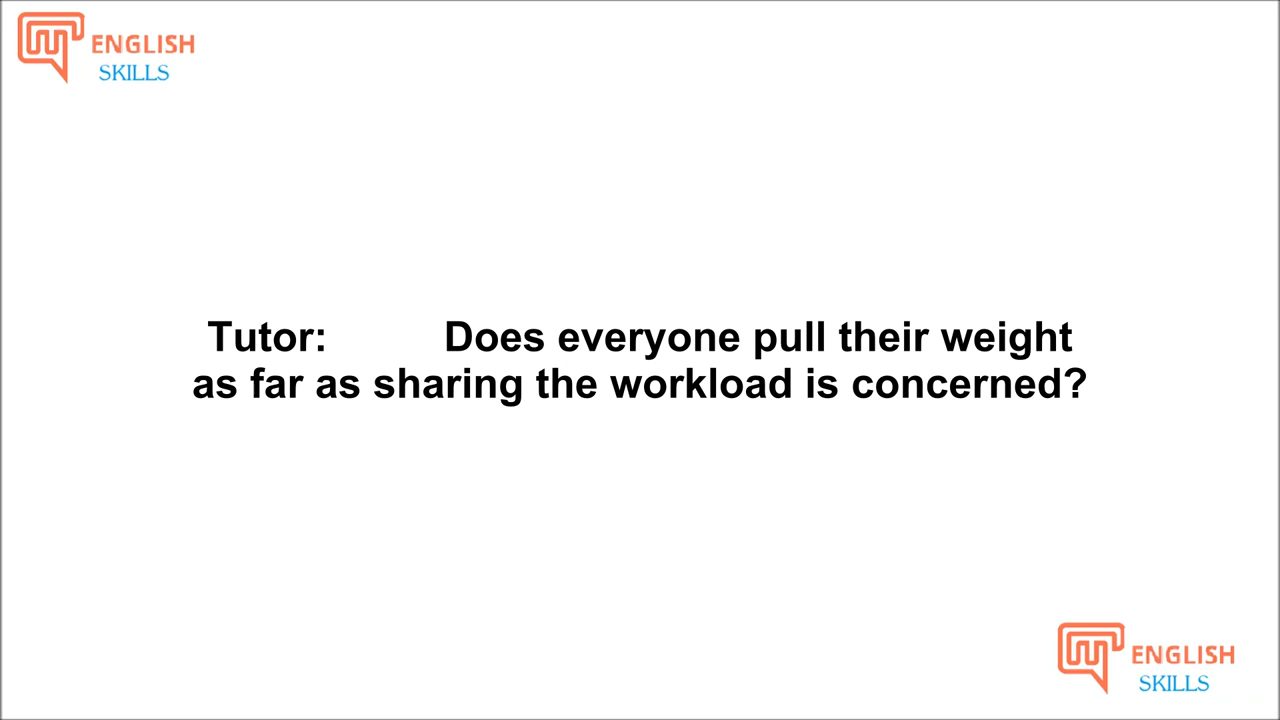 ENGLISH
SKILLS
Tutor: Does everyone pull their weight
as far as sharing the workload is concerned?
ENGLISH
SKILLS